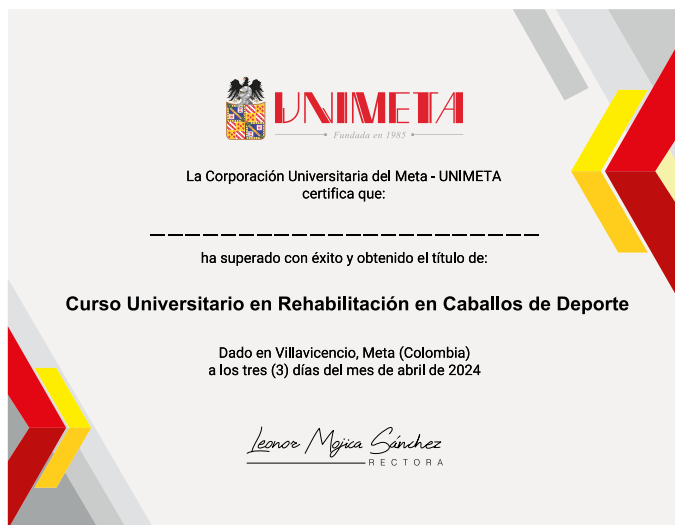 UNIMETA
Fundada en 1985
La Corporación Universitaria del Meta - UNIMETA
certifica que:
ha superado con éxito y obtenido el título de:
Curso Universitario en Rehabilitación en Caballos de Deporte
Dado en Villavicencio, Meta (Colombia)
a los tres (3) días del mes de abril de 2024
Leonor Mojica Sánchez
RECTORA